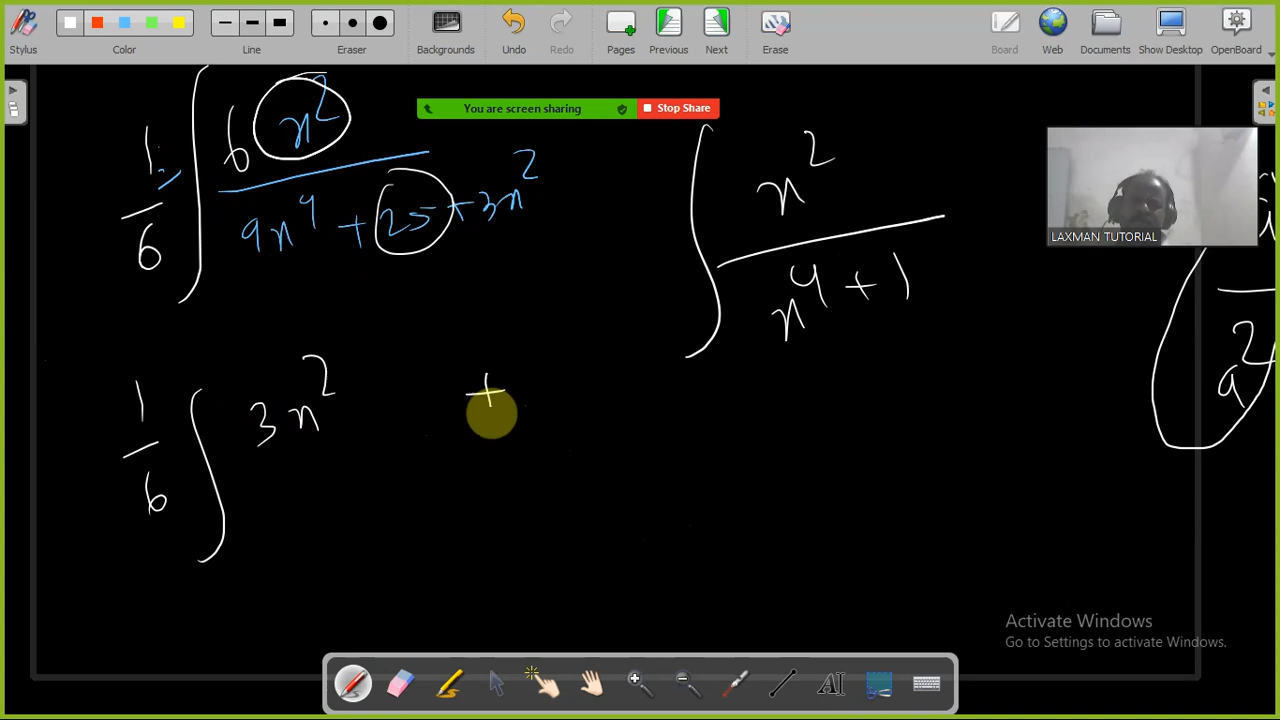 Stylus
Color
Line
Eraser
Backgrounds
Undo
Redo
Pages
Previous
Next
Erase
Board
Web
Documents
Show Desktop
OpenBoard
You are screen sharing
Stop Share
1/6 ∫ 6x²/(9x⁴ + 25 + 3x²)
∫ x²/(x⁴ + 1)
LAXMAN TUTORIAL
a²
1/6 ∫ 3x² +
Activate Windows
Go to Settings to activate Windows.
AI